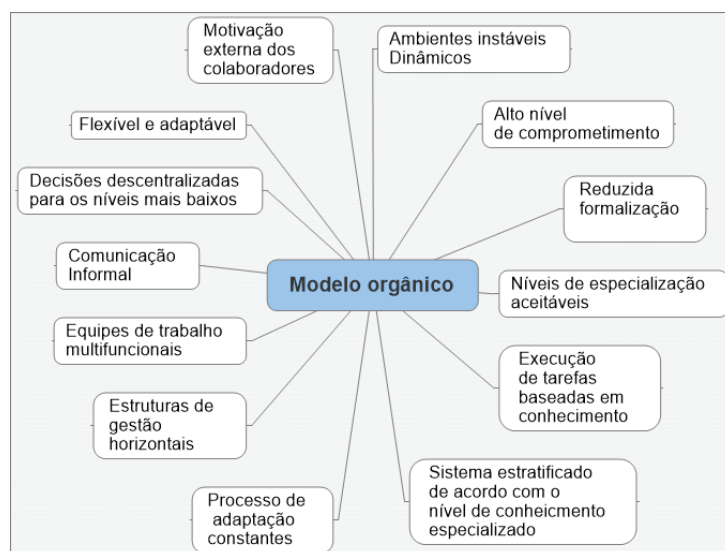 Motivação
externa dos
colaboradores
Ambientes instáveis
Dinâmicos
Flexível e adaptável
Alto nível
de comprometimento
Decisões descentralizadas
para os níveis mais baixos
Reduzida
formalização
Comunicação
Informal
Modelo orgânico
Níveis de especialização
aceitáveis
Equipes de trabalho
multifuncionais
Execução
de tarefas
baseadas em
conhecimento
Estruturas de
gestão
horizontais
Sistema estratificado
de acordo com o
nível de conheicmento
especializado
Processo de
adaptação
constantes